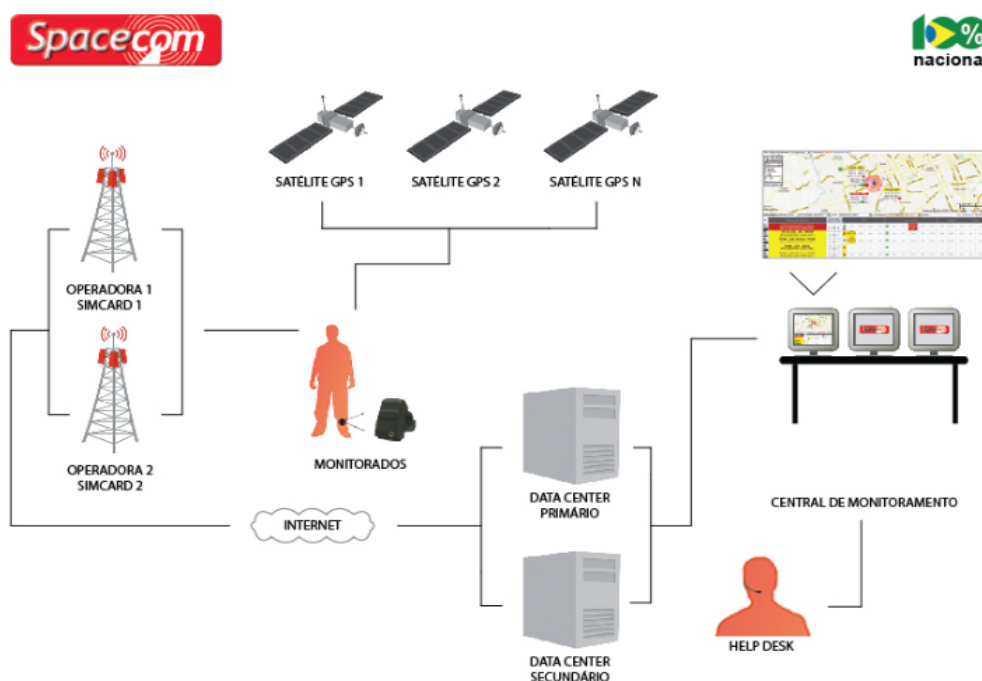 Spacecom
100%
nacional
SATÉLITE GPS 1
SATÉLITE GPS 2
SATÉLITE GPS N
OPERADORA 1
SIMCARD 1
OPERADORA 2
SIMCARD 2
MONITORADOS
INTERNET
DATA CENTER
PRIMÁRIO
DATA CENTER
SECUNDÁRIO
CENTRAL DE MONITORAMENTO
HELP DESK